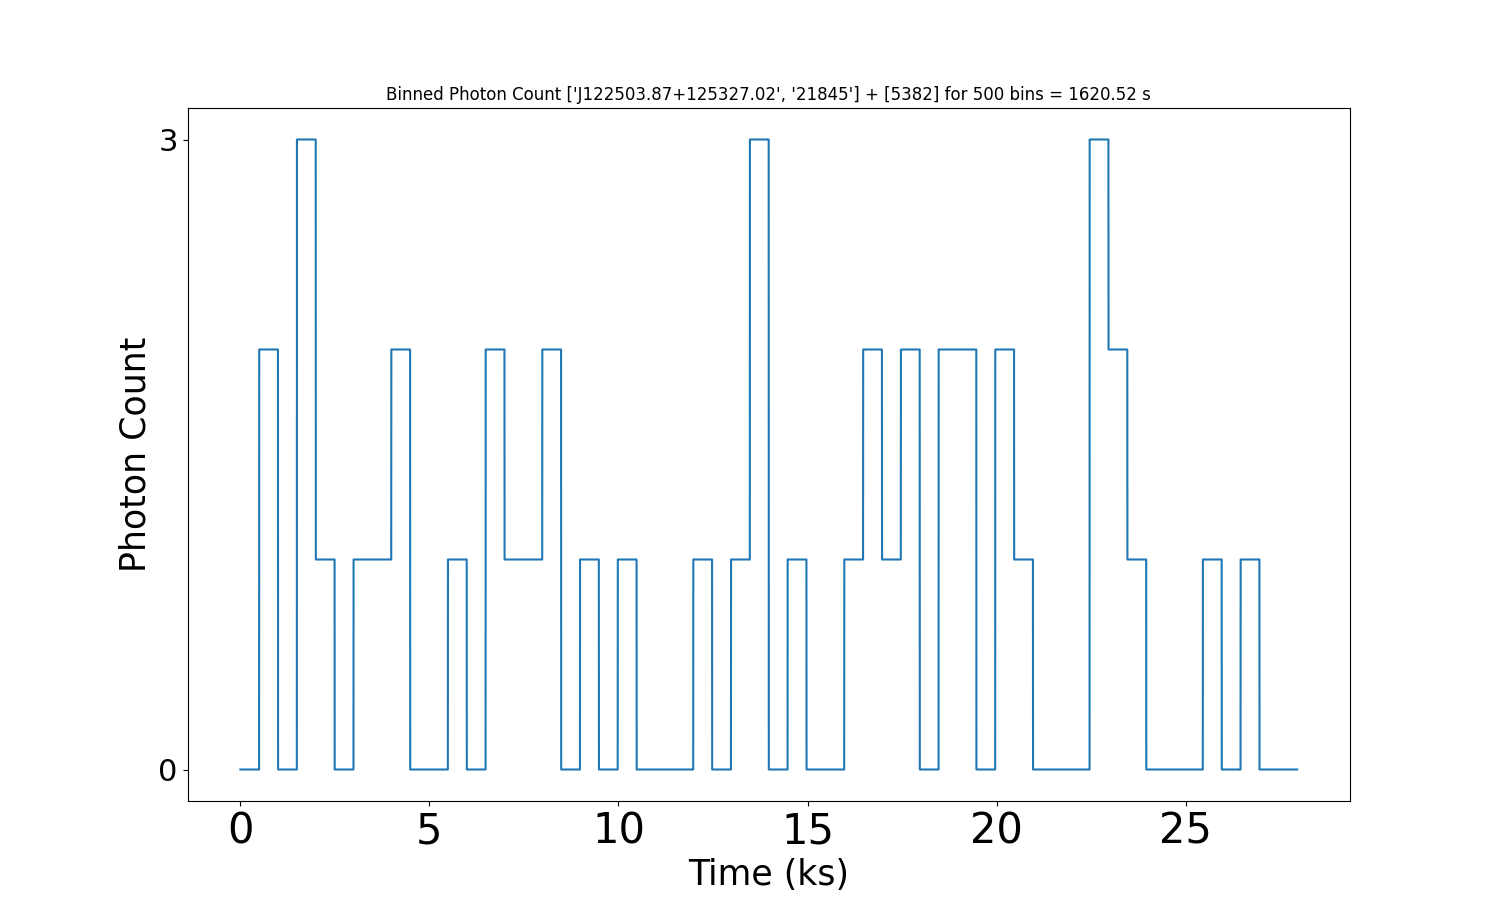 Binned Photon Count ['J122503.87+125327.02', '21845'] + [5382] for 500 bins = 1620.52 s
3
Photon Count
0
0 5 10 15 20 25
Time (ks)